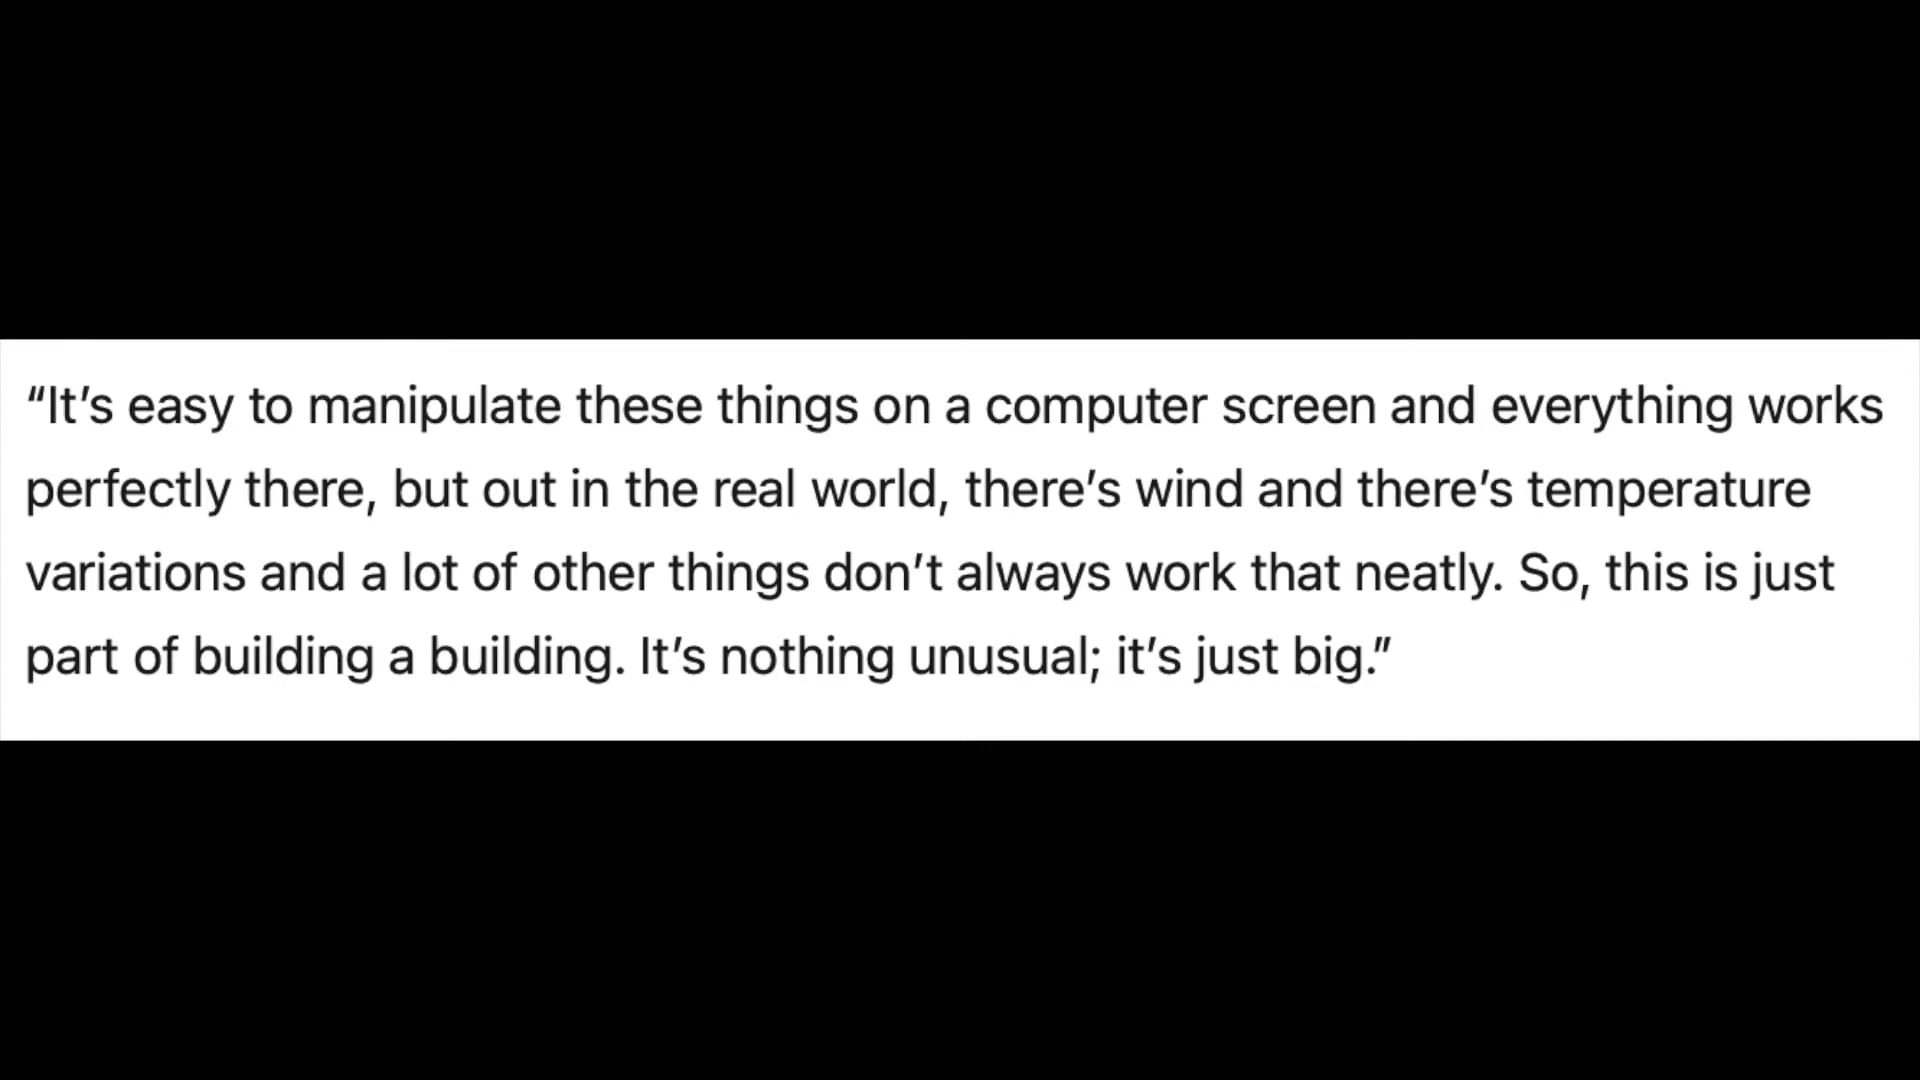 “It’s easy to manipulate these things on a computer screen and everything works
perfectly there, but out in the real world, there’s wind and there’s temperature
variations and a lot of other things don’t always work that neatly. So, this is just
part of building a building. It’s nothing unusual; it’s just big.”